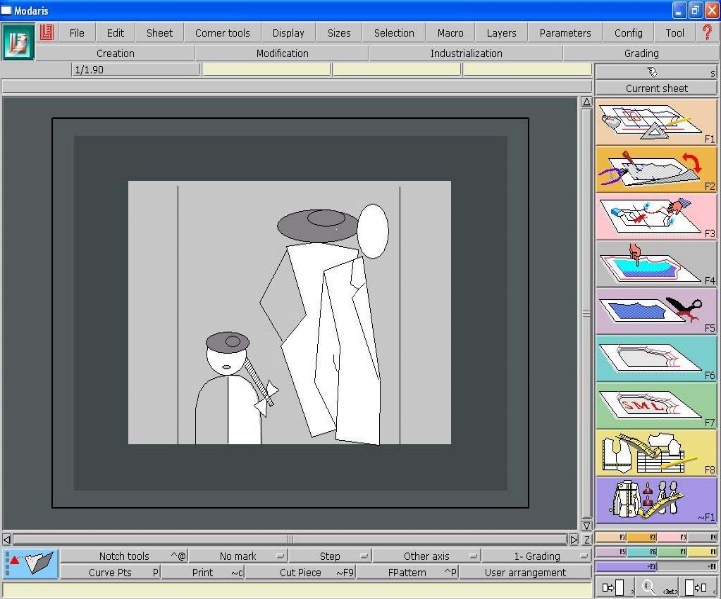 Modaris
File Edit Sheet Corner tools Display Sizes Selection Macro Layers Parameters Config Tool ?
Creation Modification Industrialization Grading
1/1.90 s
Current sheet
F1
F2
F3
F4
F5
F6
SML
F7
F8
~F1
Notch tools ^@ No mark Step Other axis 1- Grading
Curve Pts P Print ~c Cut Piece ~F9 FPattern ^P User arrangement